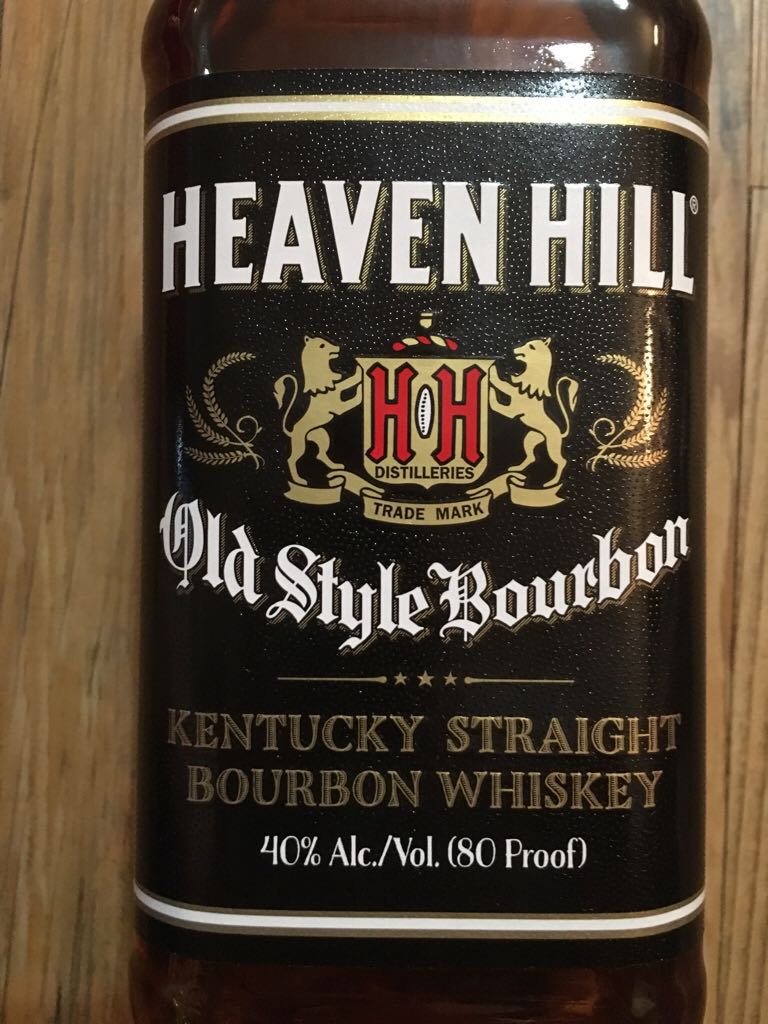 HEAVEN HILL®
H H
DISTILLERIES
TRADE MARK
Old Style Bourbon
KENTUCKY STRAIGHT
BOURBON WHISKEY
40% Alc./Vol. (80 Proof)